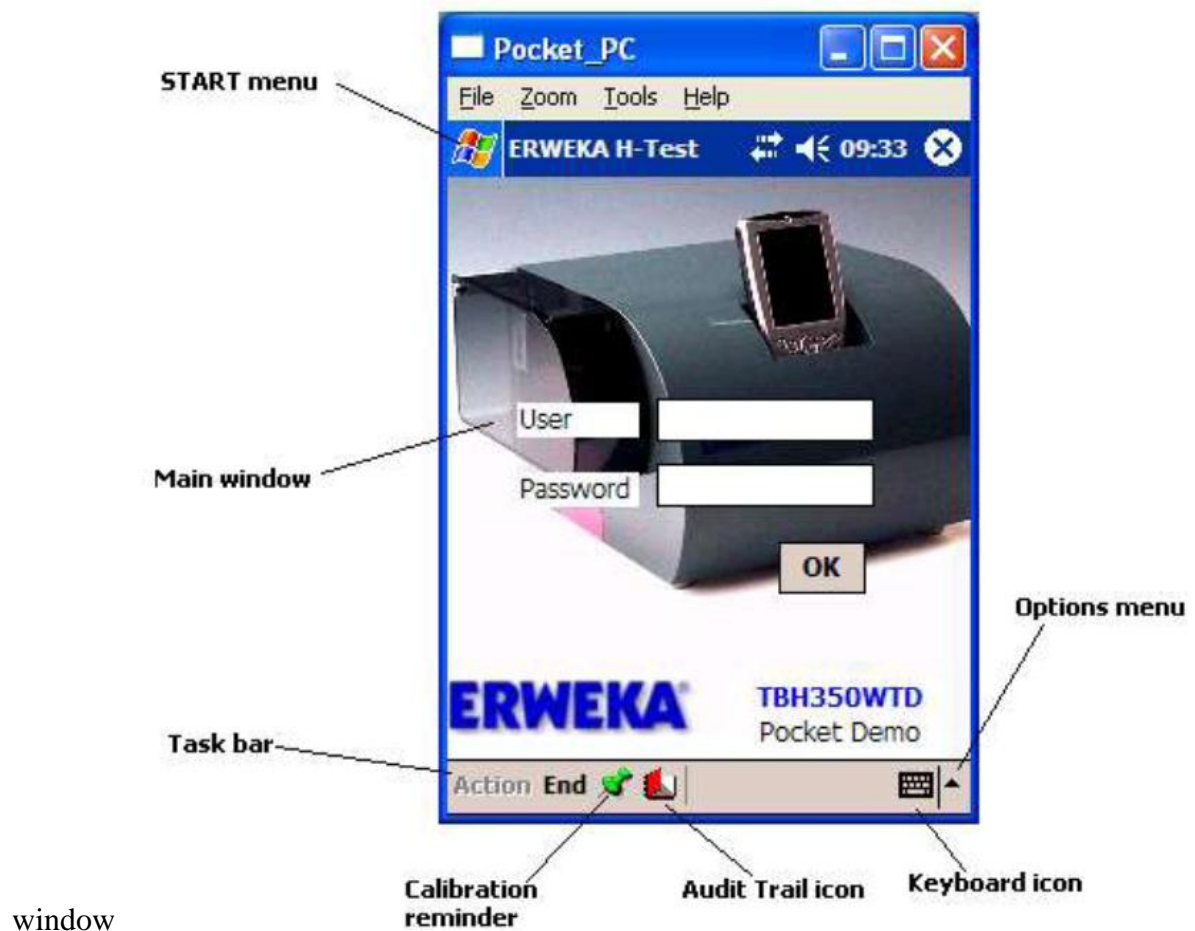 Pocket_PC
START menu
File Zoom Tools Help
ERWEKA H-Test 09:33
User
Main window
Password
OK
Options menu
ERWEKA
TBH350WTD
Pocket Demo
Task bar
Action End
Calibration
reminder
Audit Trail icon
Keyboard icon
window